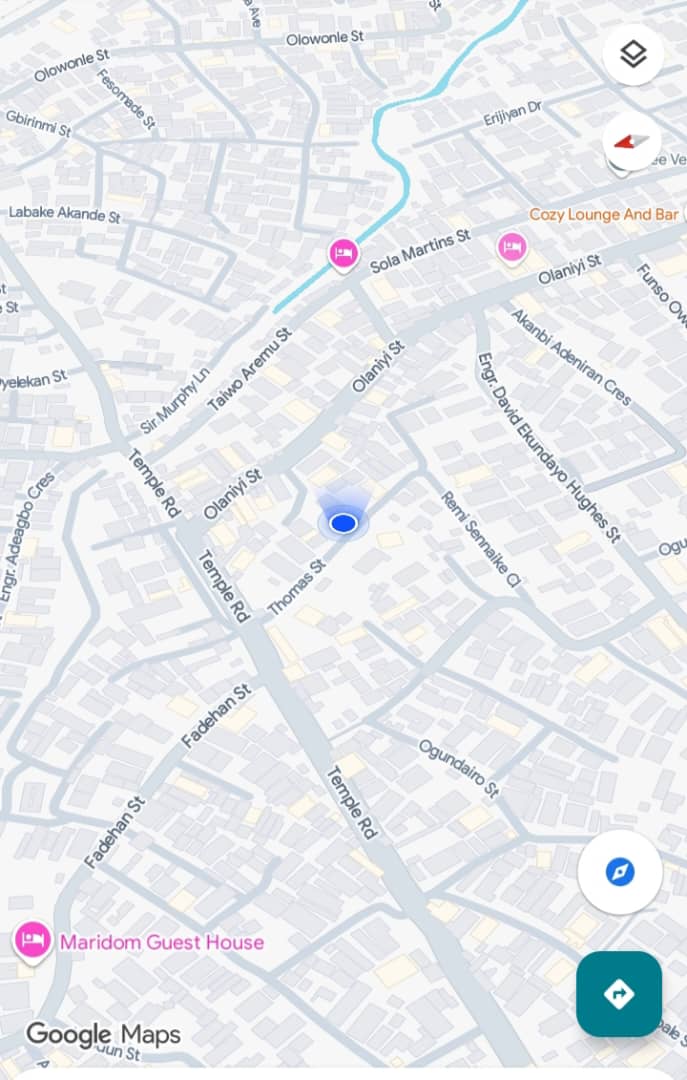 Olowonle St
Olowonle St
Fesomade St
Gbirinmi St
Erijiyan Dr
Labake Akande St
Cozy Lounge And Bar
Sola Martins St
Olaniyi St
Akanbi Adeniran Cres
Taiwo Aremu St
Sir Murphy Ln
Olaniyi St
Engr. David Ekundayo Hughes St
Temple Rd
Olaniyi St
Engr. Adeagbo Cres
Remi Sennaike Cl
Temple Rd
Thomas St
Fadehan St
Ogundairo St
Temple Rd
Fadehan St
Maridom Guest House
Google Maps